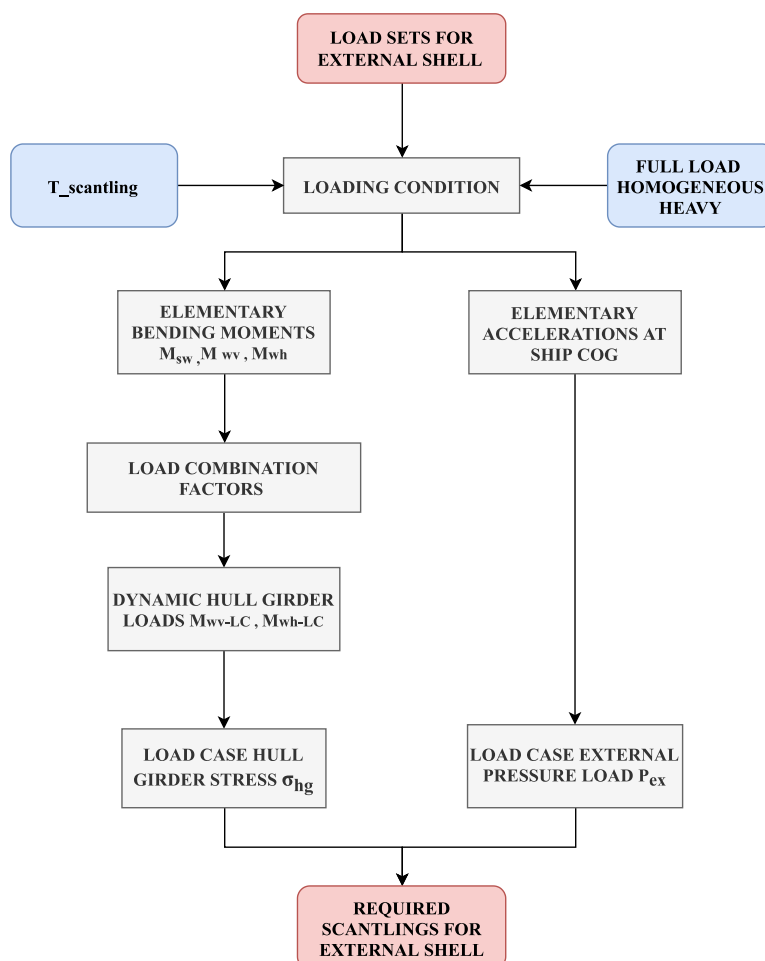 LOAD SETS FOR
EXTERNAL SHELL
T_scantling
LOADING CONDITION
FULL LOAD
HOMOGENEOUS
HEAVY
ELEMENTARY
BENDING MOMENTS
Msw ,M wv , Mwh
ELEMENTARY
ACCELERATIONS AT
SHIP COG
LOAD COMBINATION
FACTORS
DYNAMIC HULL GIRDER
LOADS Mwv-LC , Mwh-LC
LOAD CASE HULL
GIRDER STRESS σhg
LOAD CASE EXTERNAL
PRESSURE LOAD Pex
REQUIRED
SCANTLINGS FOR
EXTERNAL SHELL